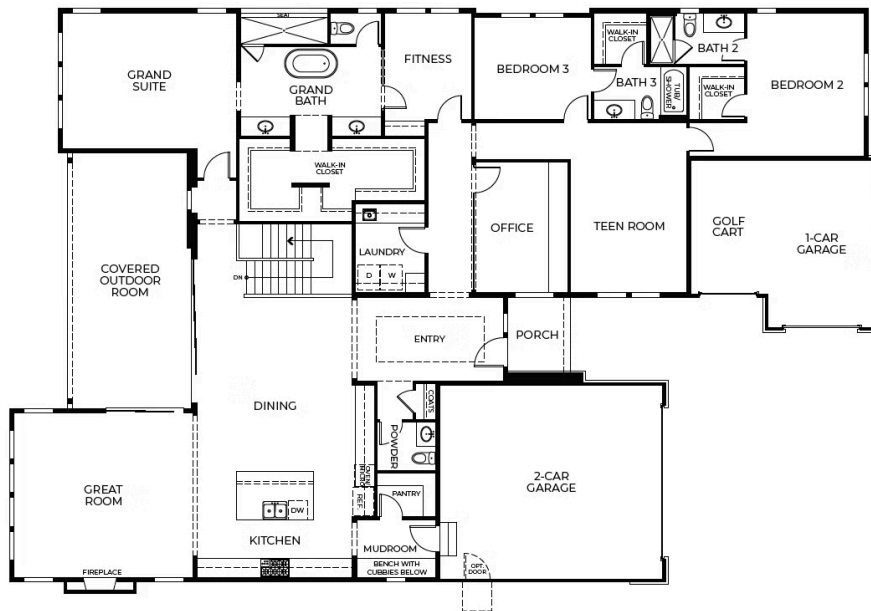 SEAT
GRAND
SUITE
GRAND
BATH
FITNESS
BEDROOM 3
WALK-IN
CLOSET
BATH 2
BATH 3
TUB/
SHOWER
WALK-IN
CLOSET
BEDROOM 2
WALK-IN
CLOSET
COVERED
OUTDOOR
ROOM
DN
LAUNDRY
D
W
OFFICE
TEEN ROOM
GOLF
CART
1-CAR
GARAGE
ENTRY
PORCH
DINING
COATS
POWDER
OVEN/
MICRO
REF.
PANTRY
GREAT
ROOM
DW
KITCHEN
MUDROOM
BENCH WITH
CUBBIES BELOW
2-CAR
GARAGE
OPT.
DOOR
FIREPLACE